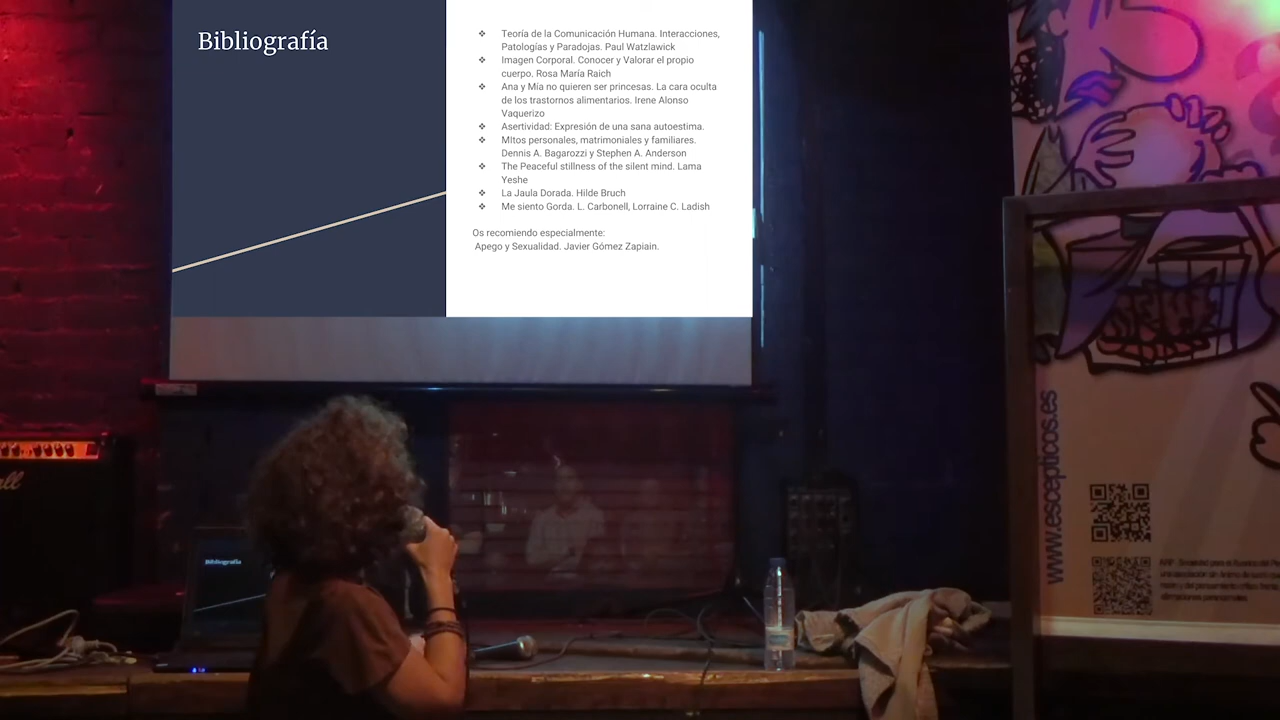 Bibliografía
❖ Teoría de la Comunicación Humana. Interacciones,
Patologías y Paradojas. Paul Watzlawick
❖ Imagen Corporal. Conocer y Valorar el propio
cuerpo. Rosa María Raich
❖ Ana y Mía no quieren ser princesas. La cara oculta
de los trastornos alimentarios. Irene Alonso
Vaquerizo
❖ Asertividad: Expresión de una sana autoestima.
❖ MItos personales, matrimoniales y familiares.
Dennis A. Bagarozzi y Stephen A. Anderson
❖ The Peaceful stillness of the silent mind. Lama
Yeshe
❖ La Jaula Dorada. Hilde Bruch
❖ Me siento Gorda. L. Carbonell, Lorraine C. Ladish
Os recomiendo especialmente:
Apego y Sexualidad. Javier Gómez Zapiain.
Bibliografía
www.escepticos.es